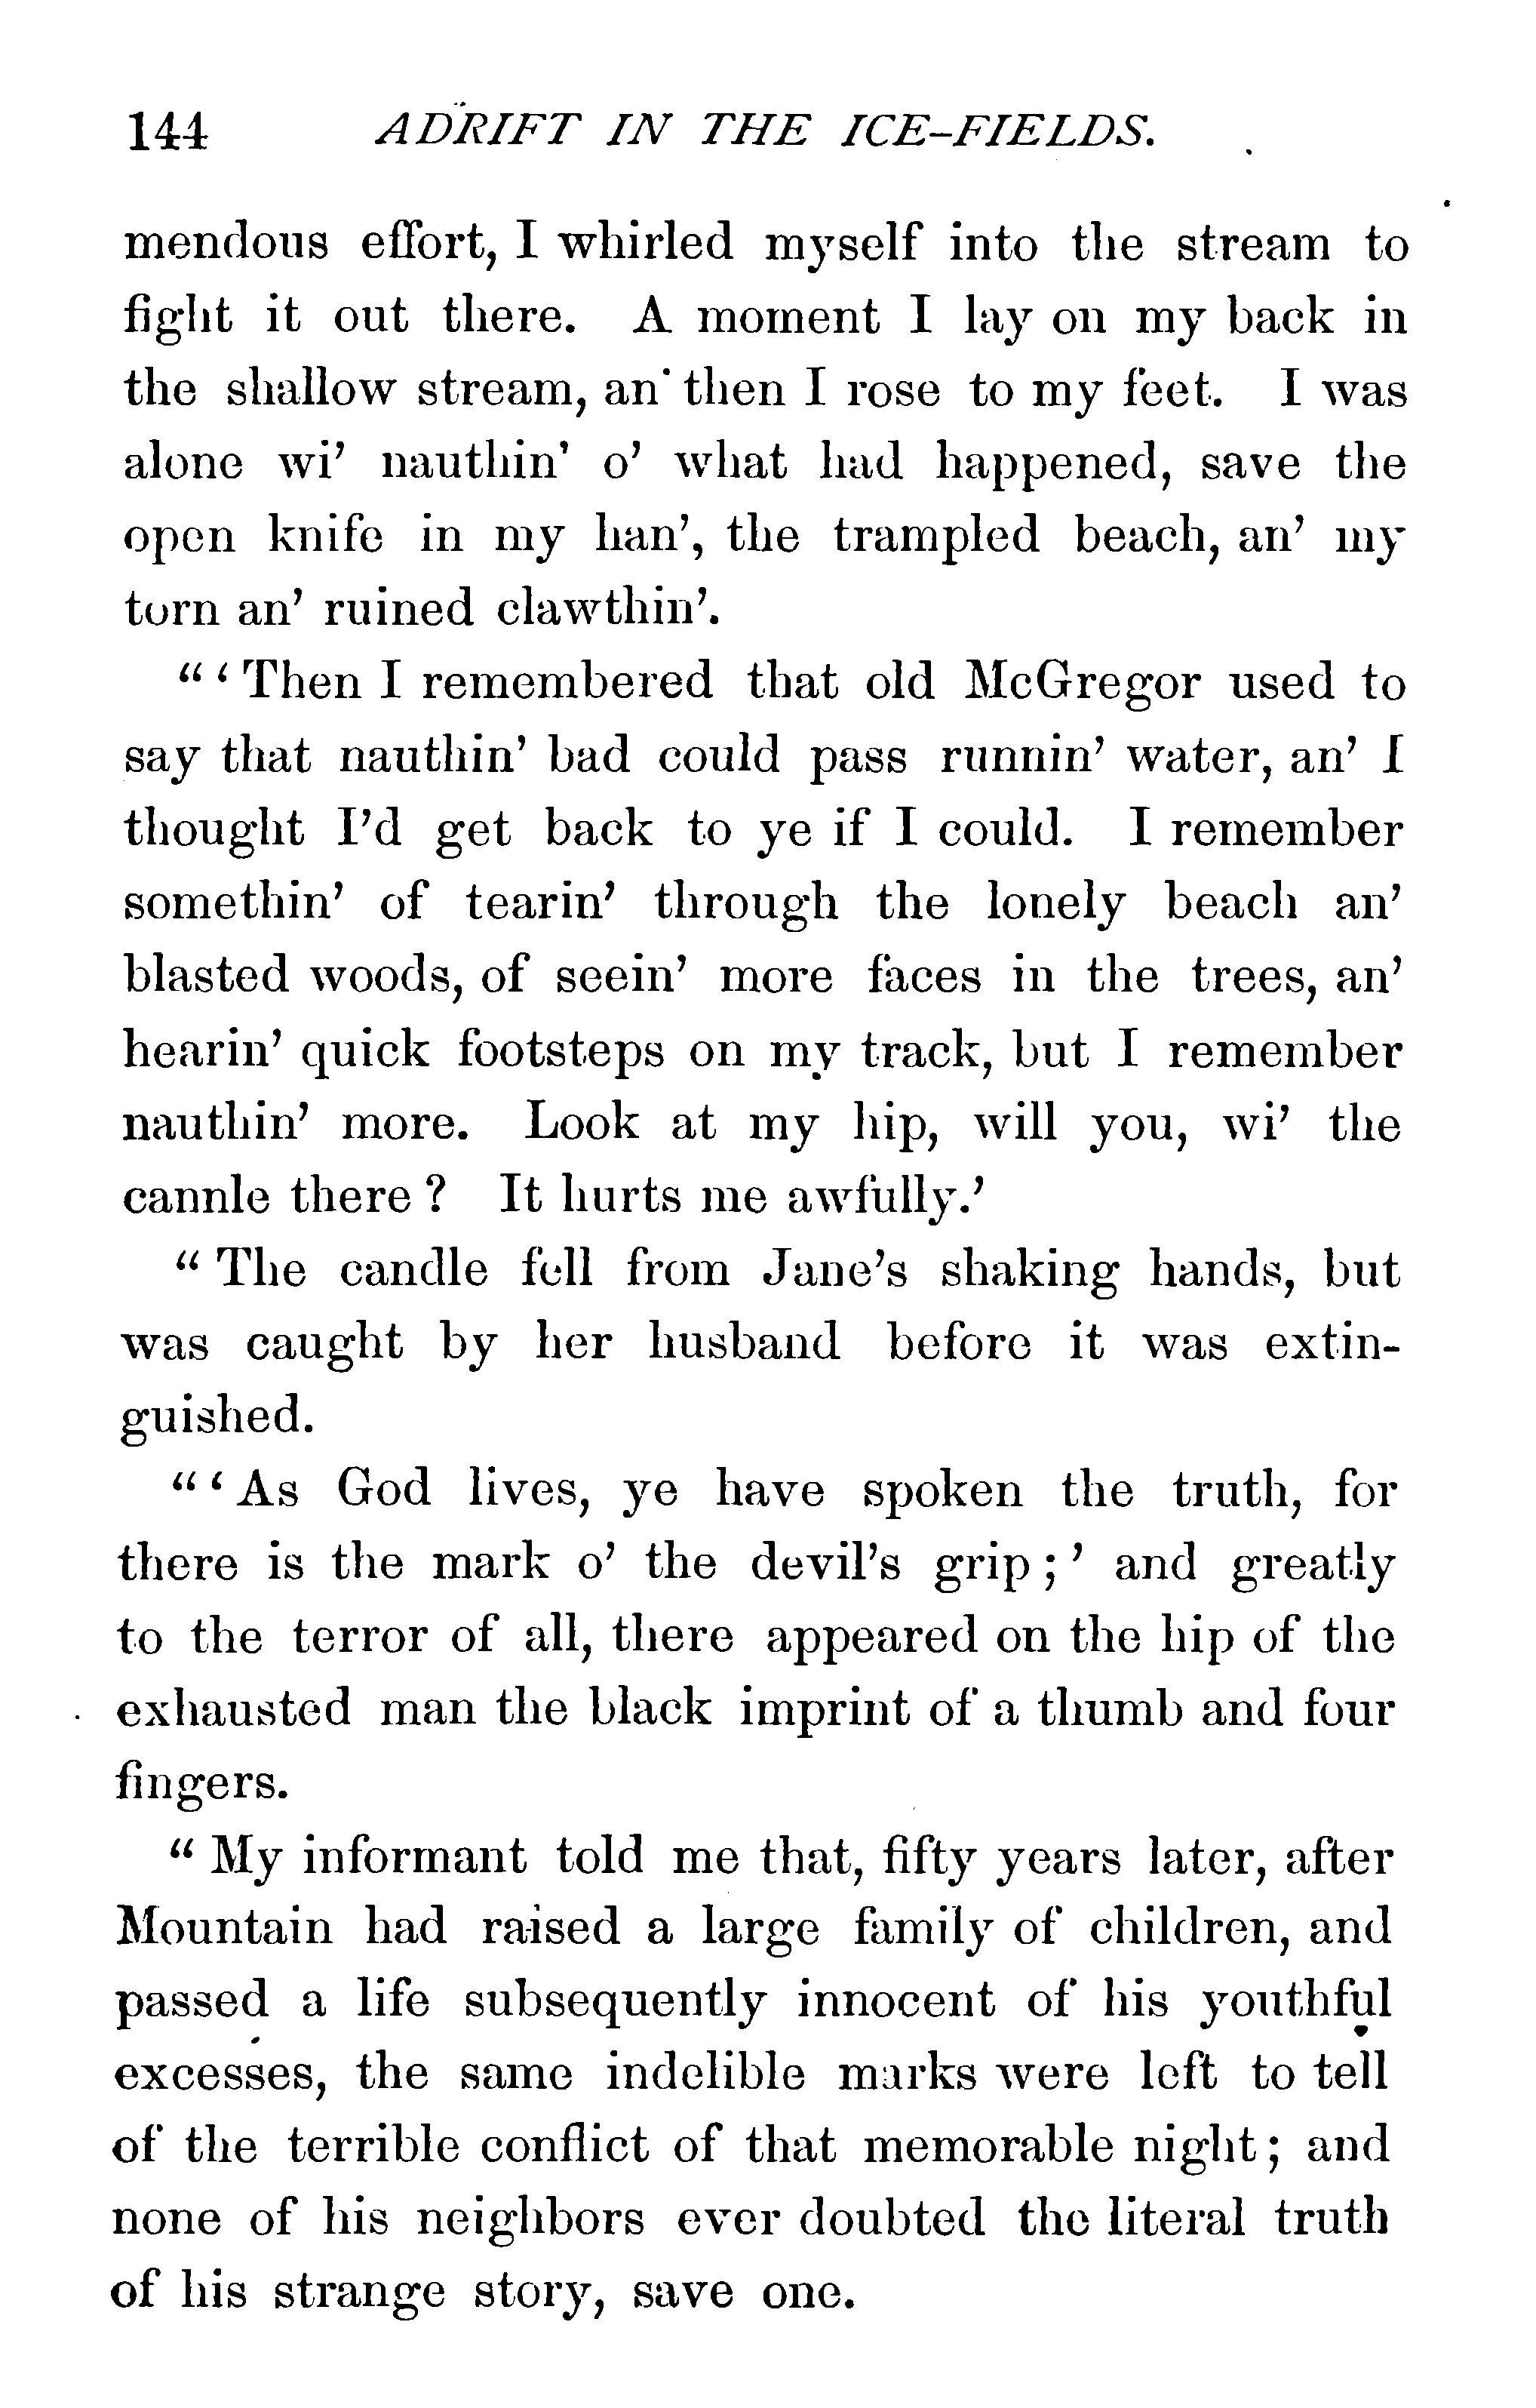 144 ADRIFT IN THE ICE-FIELDS.
mendous effort, I whirled myself into the stream to
fight it out there. A moment I lay on my back in
the shallow stream, an' then I rose to my feet. I was
alone wi' nauthin' o' what had happened, save the
open knife in my han', the trampled beach, an' my
torn an' ruined clawthin'.
“‘Then I remembered that old McGregor used to
say that nauthin' bad could pass runnin' water, an' I
thought I'd get back to ye if I could. I remember
somethin' of tearin' through the lonely beach an'
blasted woods, of seein' more faces in the trees, an'
hearin' quick footsteps on my track, but I remember
nauthin' more. Look at my hip, will you, wi' the
cannle there? It hurts me awfully.’
“The candle fell from Jane's shaking hands, but
was caught by her husband before it was extin-
guished.
“‘As God lives, ye have spoken the truth, for
there is the mark o' the devil's grip;’ and greatly
to the terror of all, there appeared on the hip of the
exhausted man the black imprint of a thumb and four
fingers.
“My informant told me that, fifty years later, after
Mountain had raised a large family of children, and
passed a life subsequently innocent of his youthful
excesses, the same indelible marks were left to tell
of the terrible conflict of that memorable night; and
none of his neighbors ever doubted the literal truth
of his strange story, save one.